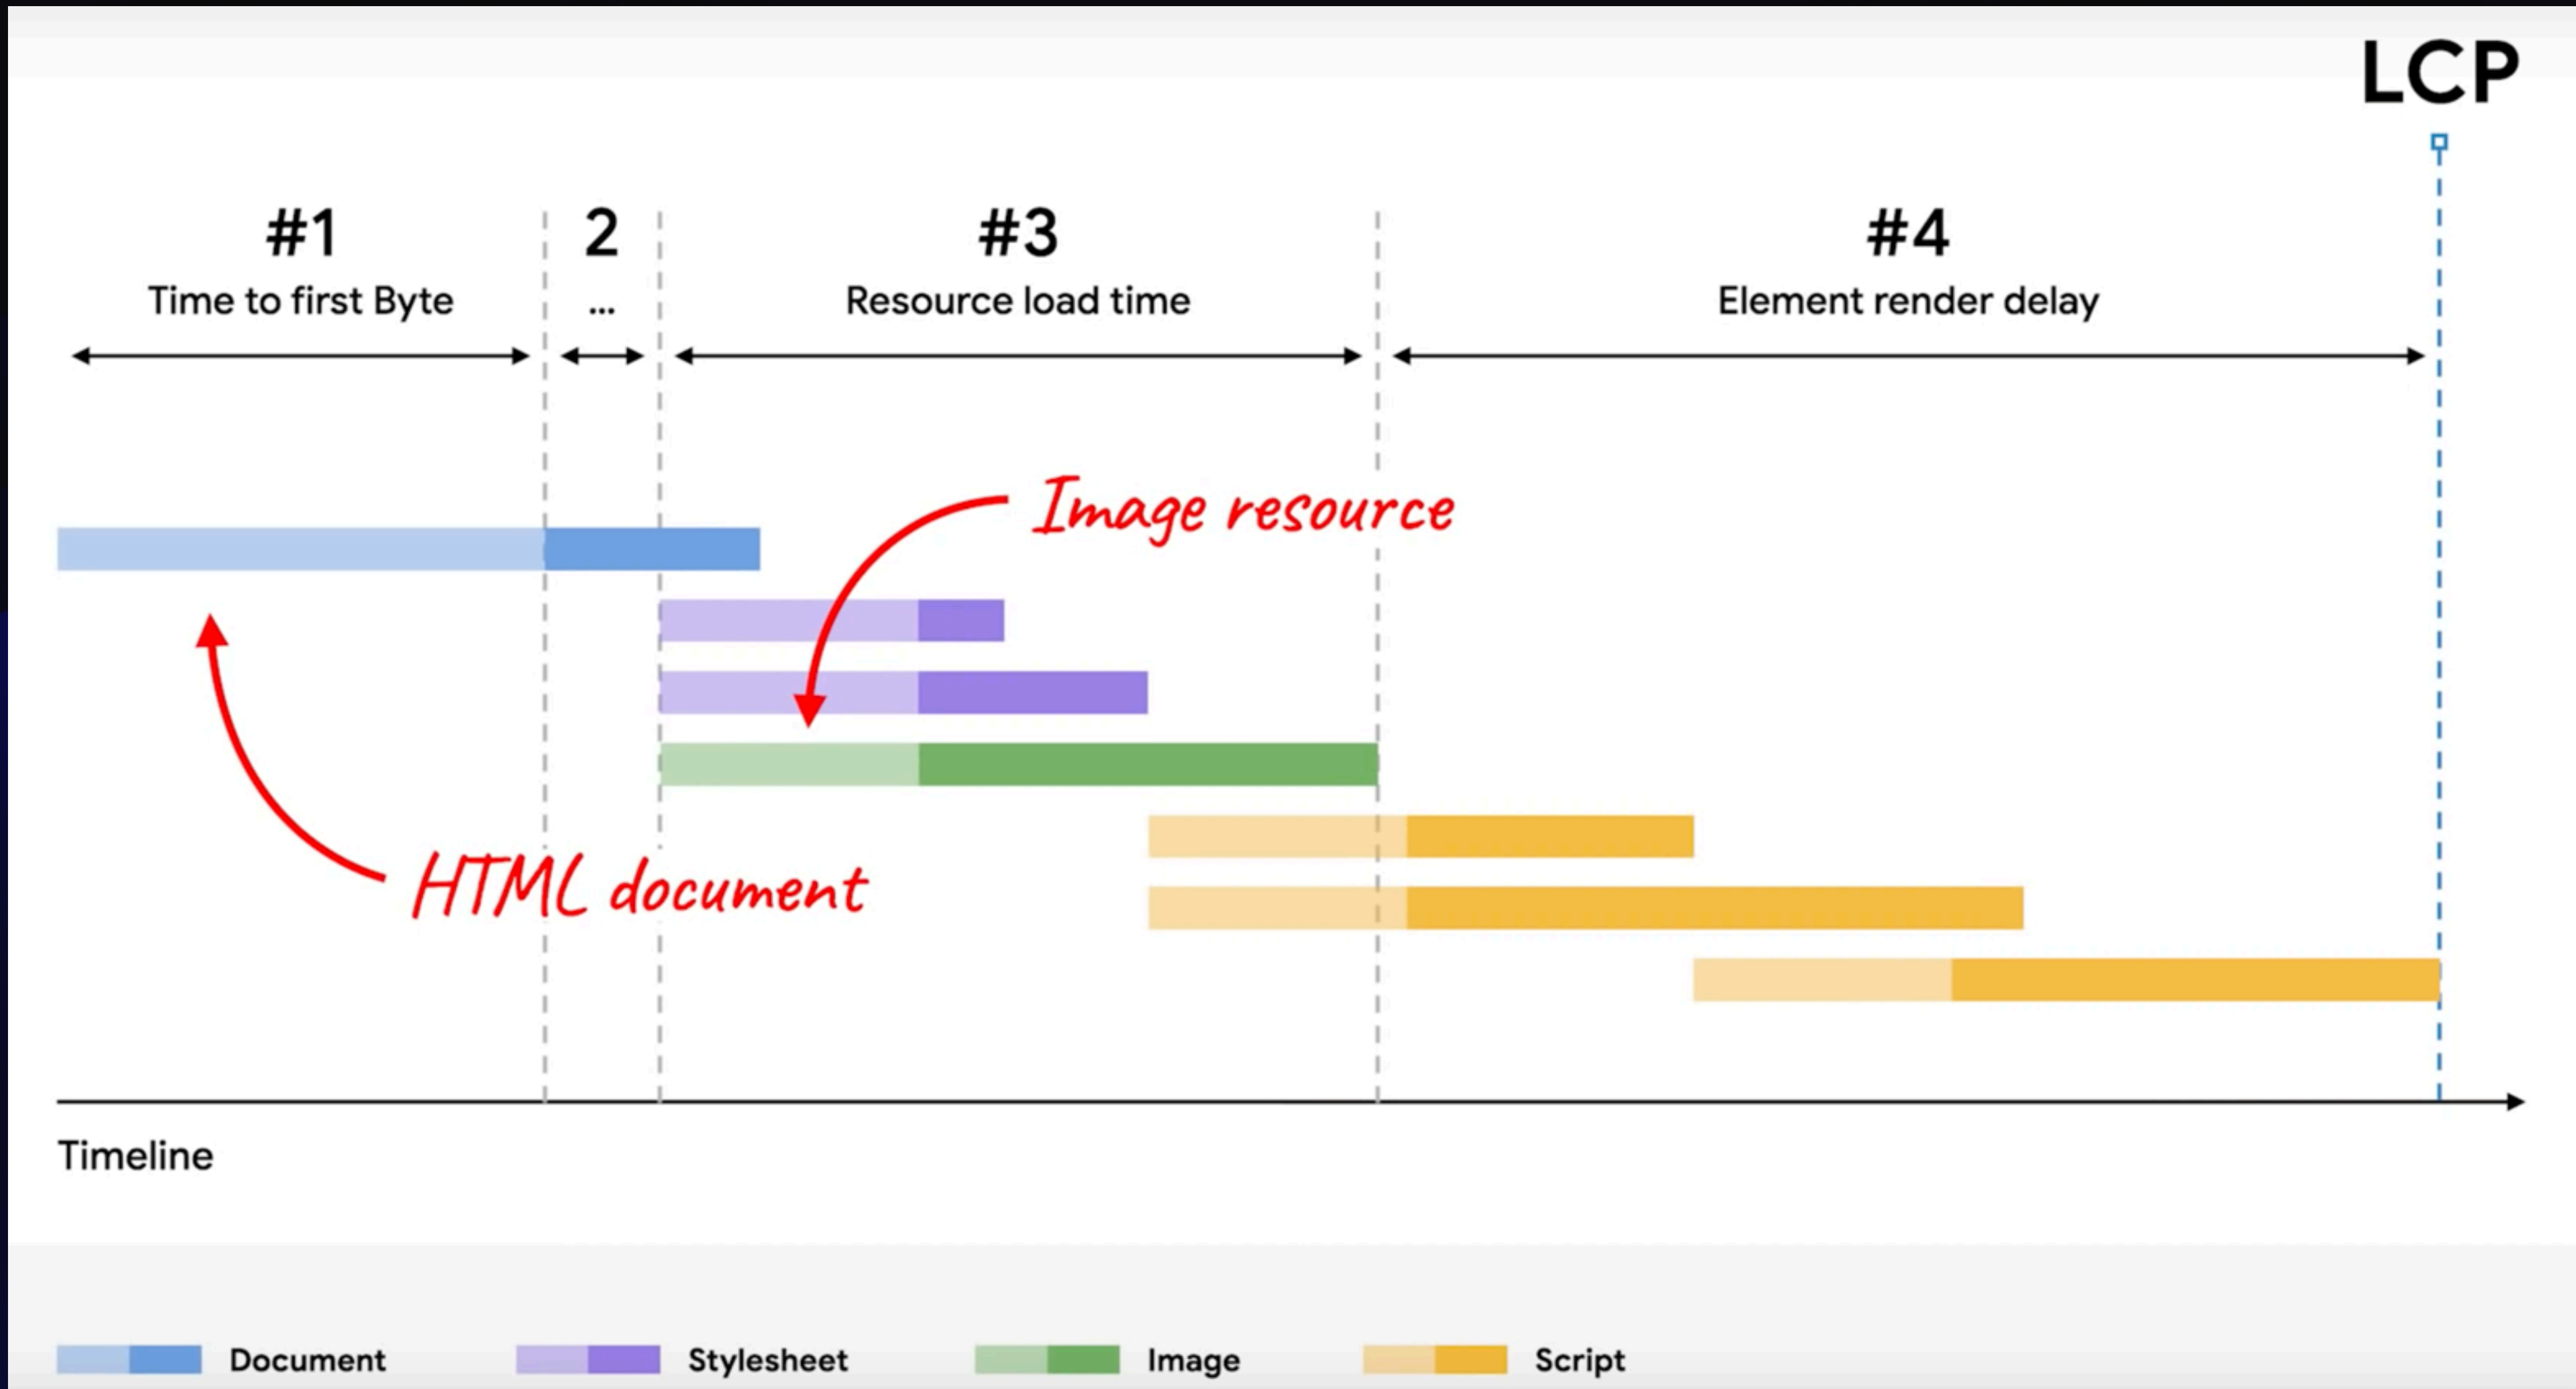 LCP
#1
2
#3
#4
Time to first Byte
...
Resource load time
Element render delay
Image resource
HTML document
Timeline
Document
Stylesheet
Image
Script